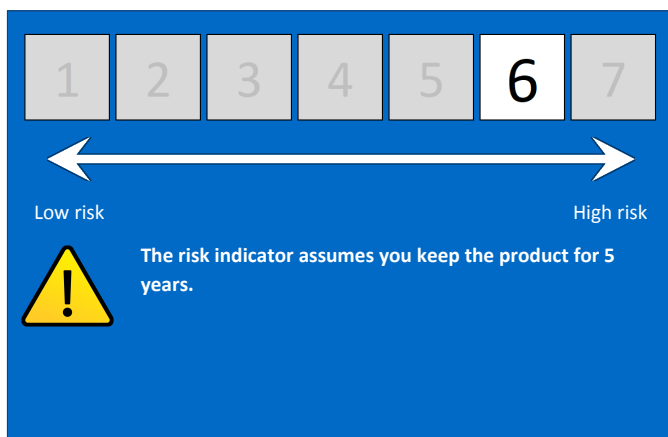 1 2 3 4 5 6 7
Low risk High risk
The risk indicator assumes you keep the product for 5
years.